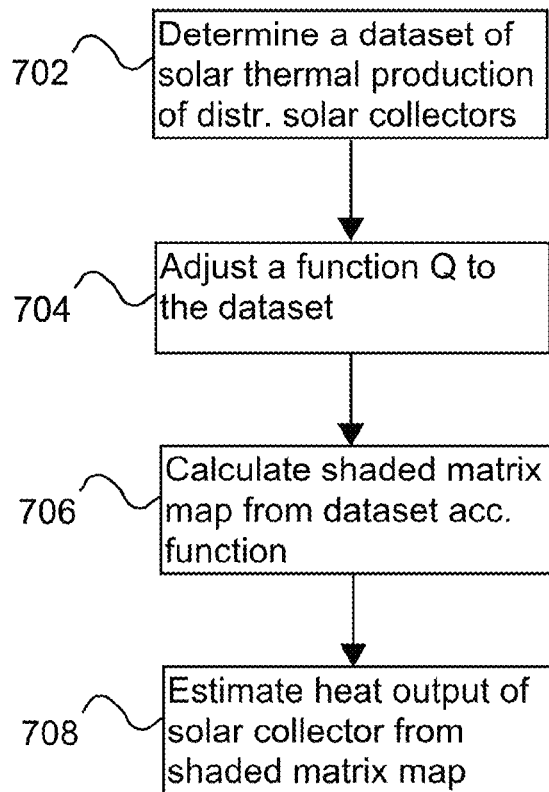 702
Determine a dataset of
solar thermal production
of distr. solar collectors
704
Adjust a function Q to
the dataset
706
Calculate shaded matrix
map from dataset acc.
function
708
Estimate heat output of
solar collector from
shaded matrix map